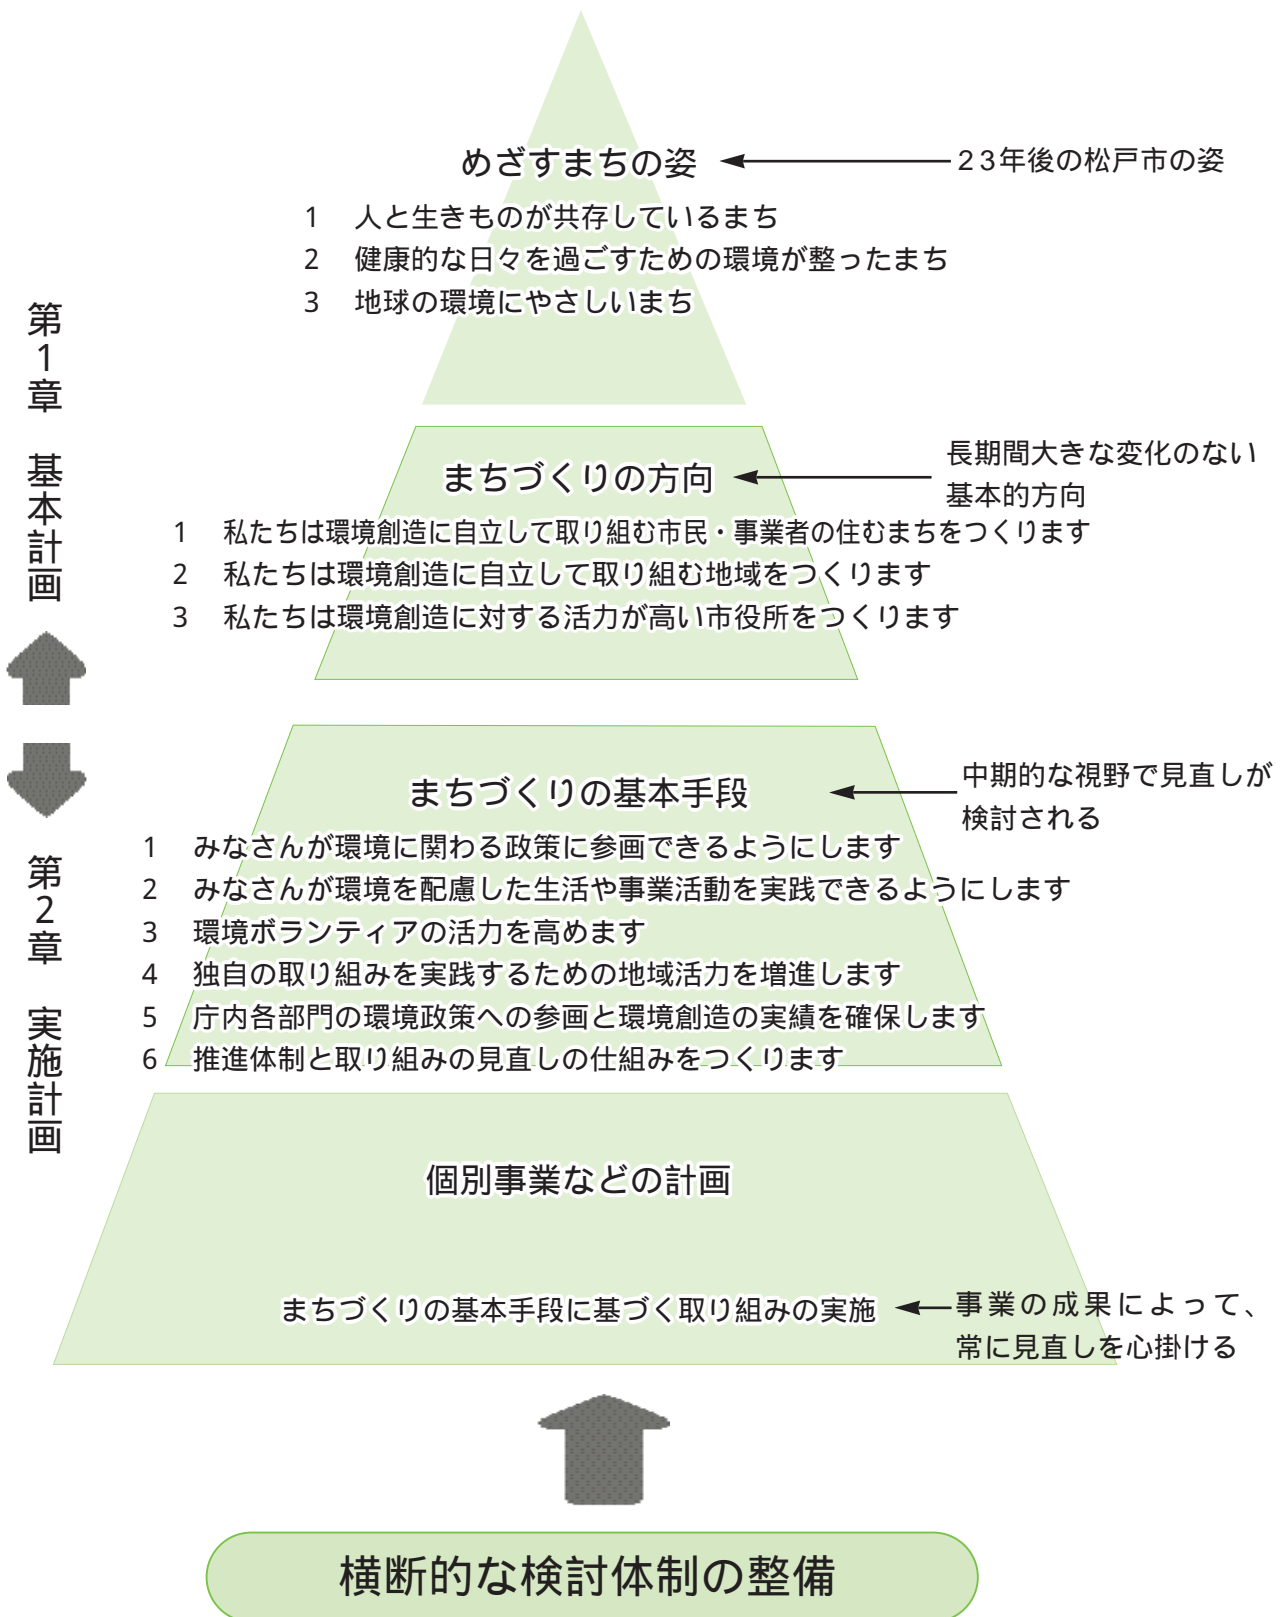 めざすまちの姿
23年後の松戸市の姿
1 人と生きものが共存しているまち
2 健康的な日々を過ごすための環境が整ったまち
3 地球の環境にやさしいまち
第1章 基本計画
まちづくりの方向
長期間大きな変化のない
基本的方向
1 私たちは環境創造に自立して取り組む市民・事業者の住むまちをつくります
2 私たちは環境創造に自立して取り組む地域をつくります
3 私たちは環境創造に対する活力が高い市役所をつくります
第2章 実施計画
まちづくりの基本手段
中期的な視野で見直しが
検討される
1 みなさんが環境に関わる政策に参画できるようにします
2 みなさんが環境を配慮した生活や事業活動を実践できるようにします
3 環境ボランティアの活力を高めます
4 独自の取り組みを実践するための地域活力を増進します
5 庁内各部門の環境政策への参画と環境創造の実績を確保します
6 推進体制と取り組みの見直しの仕組みをつくります
個別事業などの計画
まちづくりの基本手段に基づく取り組みの実施
事業の成果によって、
常に見直しを心掛ける
横断的な検討体制の整備